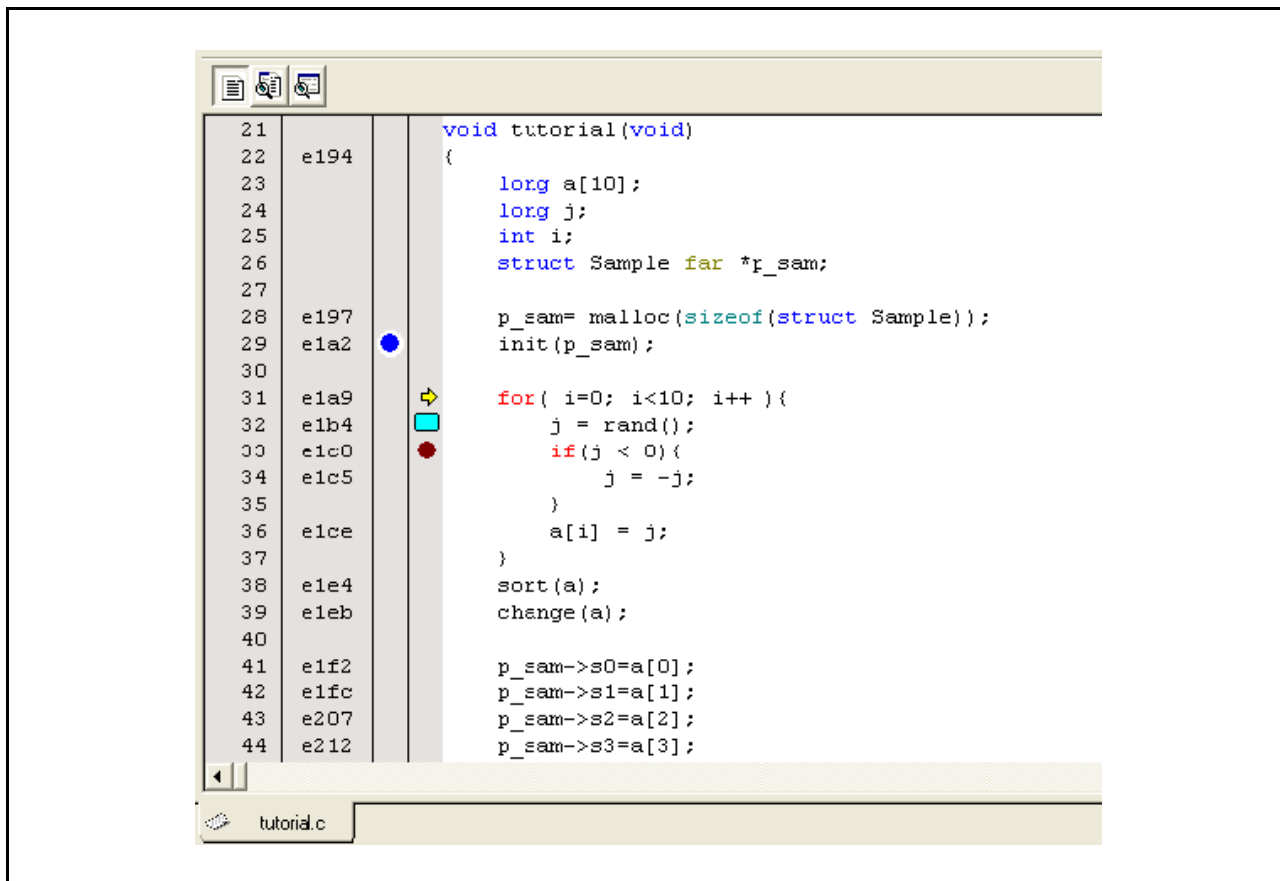 21 void tutorial(void)
22 e194 {
23 long a[10];
24 long j;
25 int i;
26 struct Sample far *p_sam;
27
28 e197 p_sam= malloc(sizeof(struct Sample));
29 e1a2 init(p_sam);
30
31 e1a9 for( i=0; i<10; i++ ){
32 e1b4 j = rand();
33 e1c0 if(j < 0){
34 e1c5 j = -j;
35 }
36 e1ce a[i] = j;
37 }
38 e1e4 sort(a);
39 e1eb change(a);
40
41 e1f2 p_sam->s0=a[0];
42 e1fc p_sam->s1=a[1];
43 e207 p_sam->s2=a[2];
44 e212 p_sam->s3=a[3];
tutorial.c